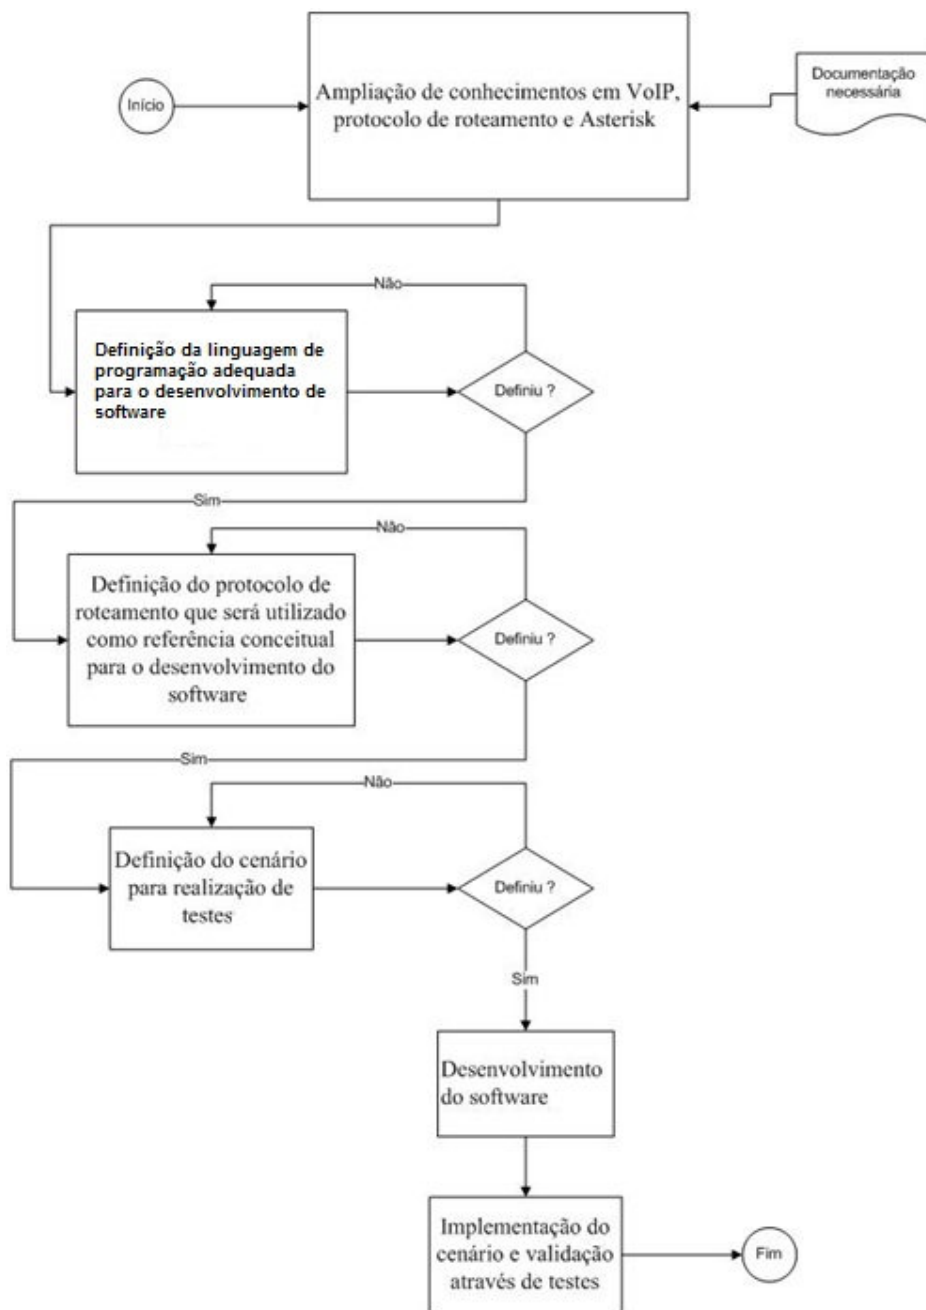 Início
Ampliação de conhecimentos em VoIP,
protocolo de roteamento e Asterisk
Documentação
necessária
Não
Definição da linguagem de
programação adequada
para o desenvolvimento de
software
Definiu ?
Sim
Não
Definição do protocolo de
roteamento que será utilizado
como referência conceitual
para o desenvolvimento do
software
Definiu ?
Sim
Não
Definição do cenário
para realização de
testes
Definiu ?
Sim
Desenvolvimento
do software
Implementação do
cenário e validação
através de testes
Fim